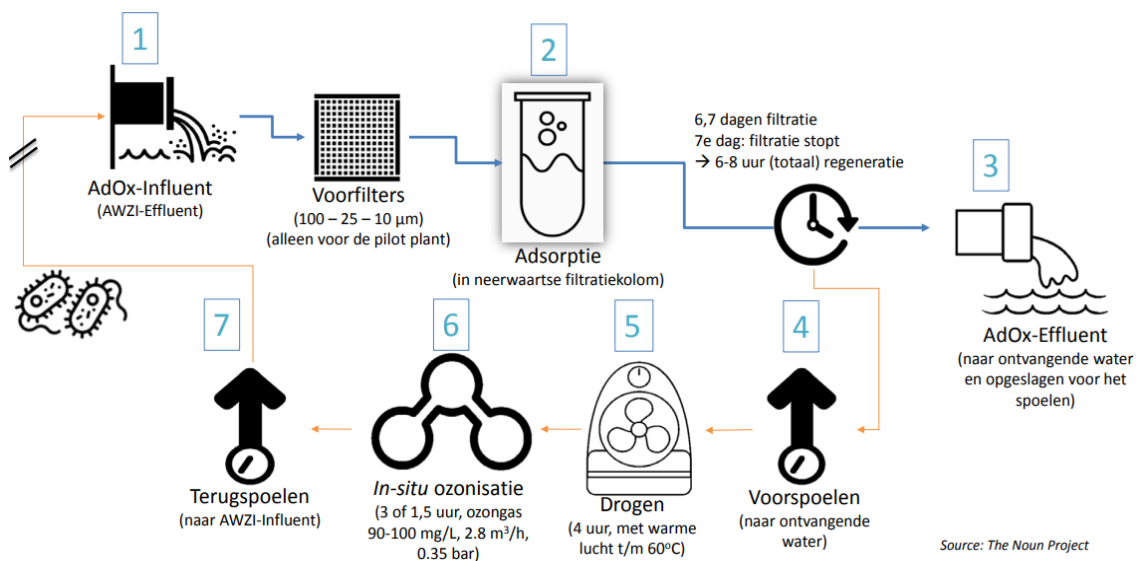 1
AdOx-Influent
(AWZI-Effluent)
Voorfilters
(100 – 25 – 10 µm)
(alleen voor de pilot plant)
2
Adsorptie
(in neerwaartse filtratiekolom)
6,7 dagen filtratie
7e dag: filtratie stopt
→ 6-8 uur (totaal) regeneratie
3
AdOx-Effluent
(naar ontvangende water
en opgeslagen voor het
spoelen)
4
Voorspoelen
(naar ontvangende
water)
5
Drogen
(4 uur, met warme
lucht t/m 60°C)
6
In-situ ozonisatie
(3 of 1,5 uur, ozongas
90-100 mg/L, 2.8 m³/h,
0.35 bar)
7
Terugspoelen
(naar AWZI-Influent)
Source: The Noun Project